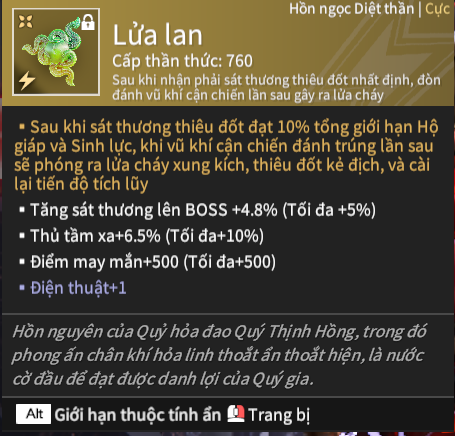 Hồn ngọc Diệt thần | Cực
Lửa lan
Cấp thần thức: 760
Sau khi nhận phải sát thương thiêu đốt nhất định, đòn
đánh vũ khí cận chiến lần sau gây ra lửa cháy
▪ Sau khi sát thương thiêu đốt đạt 10% tổng giới hạn Hộ
giáp và Sinh lực, khi vũ khí cận chiến đánh trúng lần sau
sẽ phóng ra lửa cháy xung kích, thiêu đốt kẻ địch, và cài
lại tiến độ tích lũy
▪ Tăng sát thương lên BOSS +4.8% (Tối đa +5%)
▪ Thủ tầm xa+6.5% (Tối đa+10%)
▪ Điểm may mắn+500 (Tối đa+500)
▪ Điện thuật+1
Hồn nguyên của Quỷ hỏa đao Quý Thịnh Hồng, trong đó
phong ấn chân khí hỏa linh thoắt ẩn thoắt hiện, là nước
cờ đầu để đạt được danh lợi của Quý gia.
Alt Giới hạn thuộc tính ẩn Trang bị